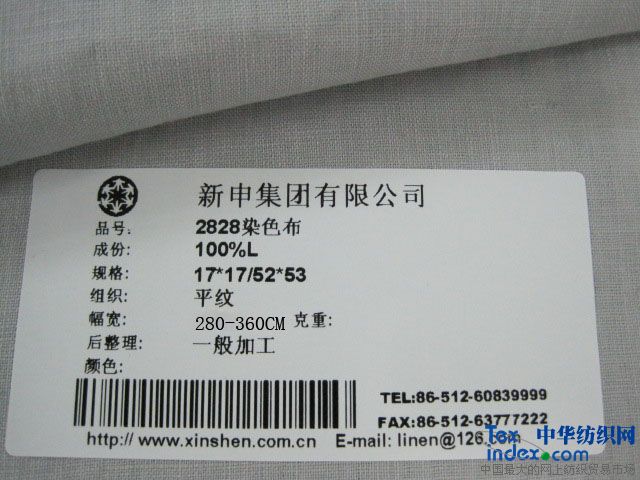 新申集团有限公司
品号: 2828染色布
成份: 100%L
规格: 17*17/52*53
组织: 平纹
幅宽: 280-360CM 克重:
后整理: 一般加工
颜色:
TEL:86-512-60839999
FAX:86-512-63777222
http://www.xinshen.com.cn E-mail: linen@126.com
Tex 中华纺织网
index.com
中国最大的网上纺织贸易市场